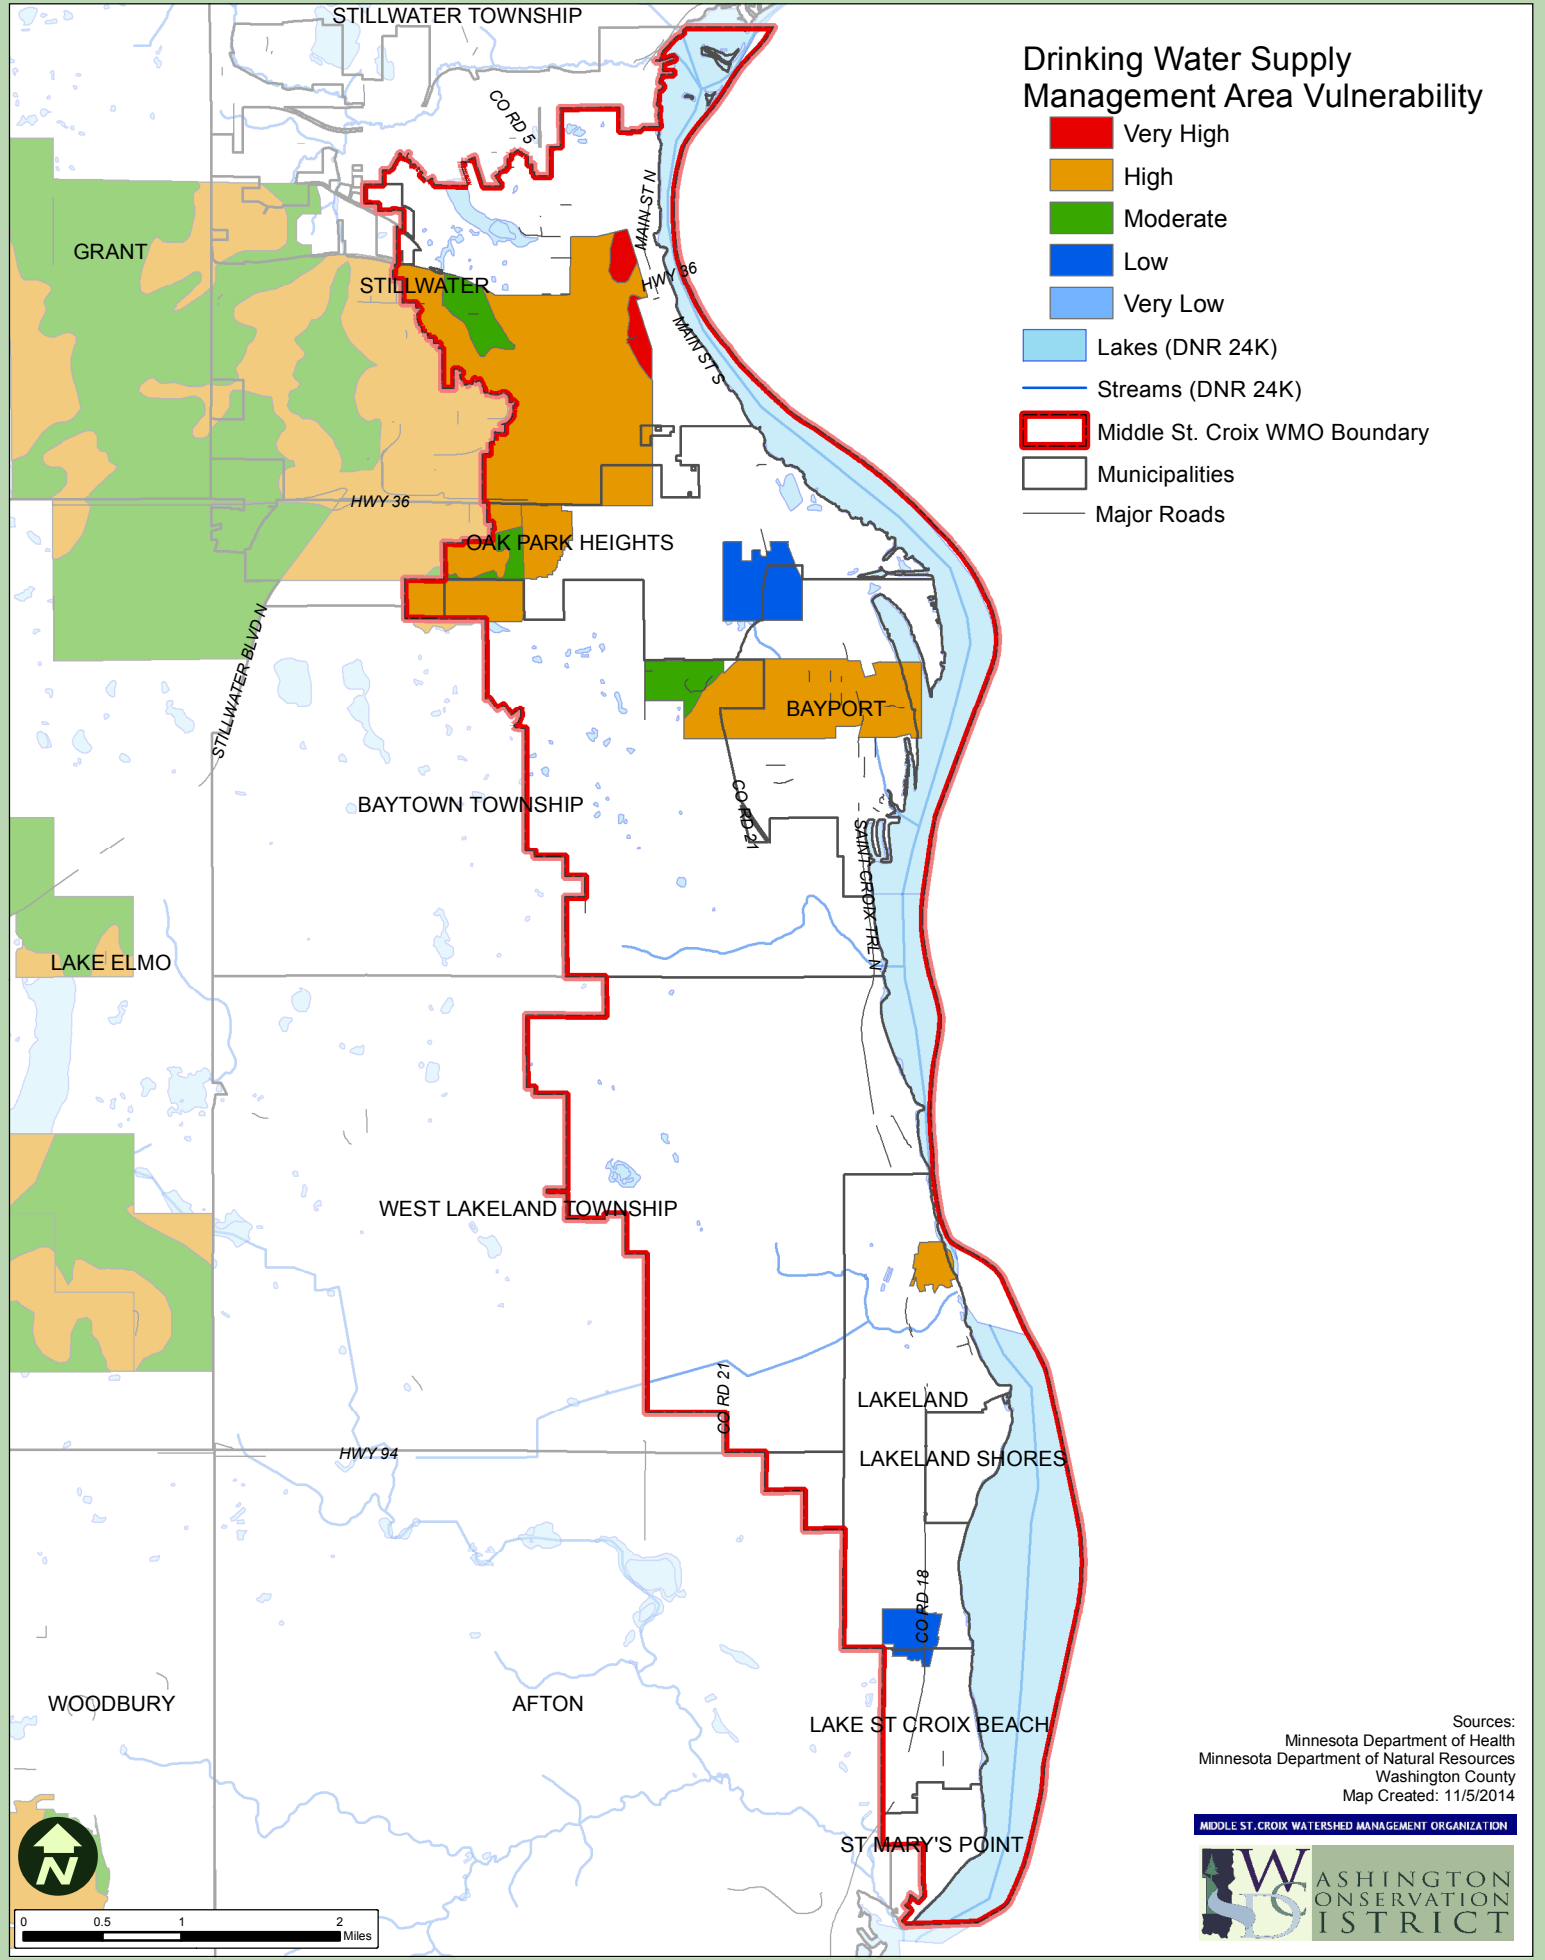 Drinking Water Supply
Management Area Vulnerability
Very High
High
Moderate
Low
Very Low
Lakes (DNR 24K)
Streams (DNR 24K)
Middle St. Croix WMO Boundary
Municipalities
Major Roads
STILLWATER TOWNSHIP
CO RD 5
MAIN ST N
GRANT
STILLWATER
HWY 36
MAIN ST S
HWY 36
OAK PARK HEIGHTS
STILLWATER BLVD N
BAYPORT
BAYTOWN TOWNSHIP
CO RD 21
SAINT CROIX TRL N
LAKE ELMO
WEST LAKELAND TOWNSHIP
CO RD 21
LAKELAND
HWY 94
LAKELAND SHORES
CO RD 18
WOODBURY
AFTON
LAKE ST CROIX BEACH
ST MARY'S POINT
N
0 0.5 1 2
Miles
Sources:
Minnesota Department of Health
Minnesota Department of Natural Resources
Washington County
Map Created: 11/5/2014
MIDDLE ST.CROIX WATERSHED MANAGEMENT ORGANIZATION
WASHINGTON
CONSERVATION
DISTRICT